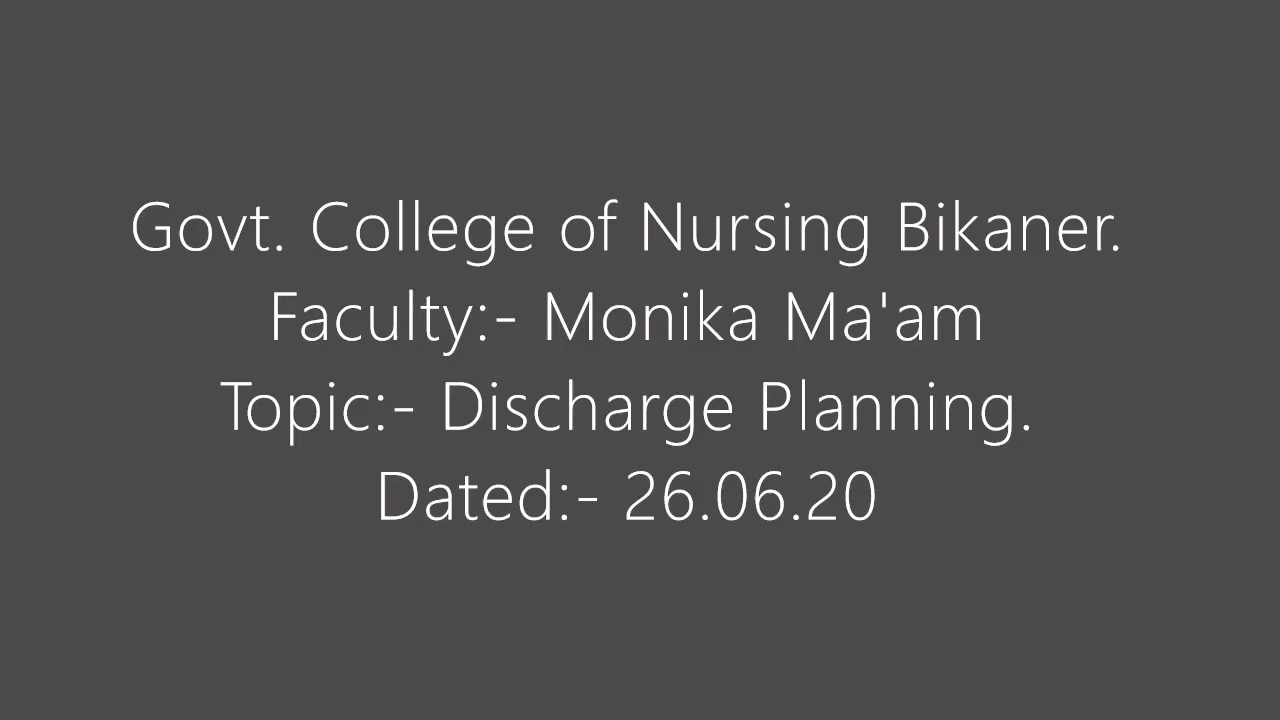 Govt. College of Nursing Bikaner.
Faculty:- Monika Ma'am
Topic:- Discharge Planning.
Dated:- 26.06.20